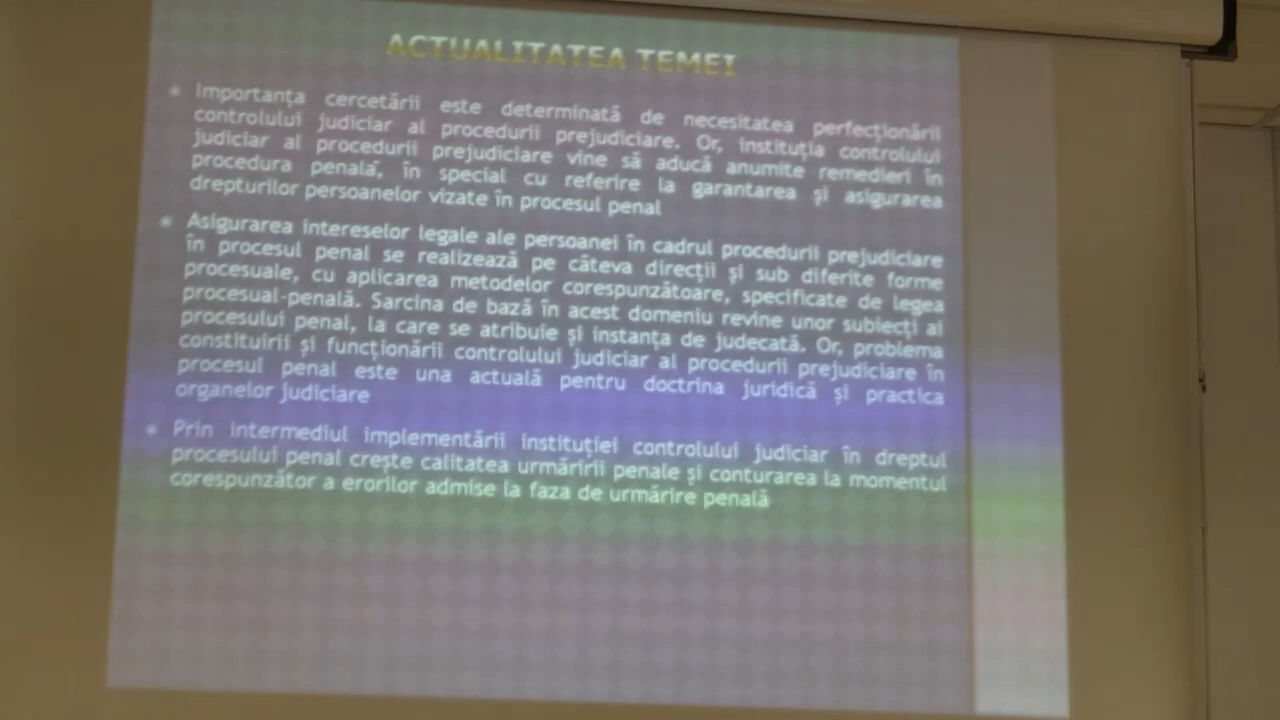 ACTUALITATEA TEMEI
Importanța cercetării este determinată de necesitatea perfecționării
controlului judiciar al procedurii prejudiciare. Or, instituția controlului
judiciar al procedurii prejudiciare vine să aducă anumite remedieri în
procedura penală, în special cu referire la garantarea și asigurarea
drepturilor persoanelor vizate în procesul penal
Asigurarea intereselor legale ale persoanei în cadrul procedurii prejudiciare
în procesul penal se realizează pe câteva direcții și sub diferite forme
procesuale, cu aplicarea metodelor corespunzătoare, specificate de legea
procesual-penală. Sarcina de bază în acest domeniu revine unor subiecți ai
procesului penal, la care se atribuie și instanța de judecată. Or, problema
constituirii și funcționării controlului judiciar al procedurii prejudiciare în
procesul penal este una actuală pentru doctrina juridică și practica
organelor judiciare
Prin intermediul implementării instituției controlului judiciar în dreptul
procesului penal crește calitatea urmăririi penale și conturarea la momentul
corespunzător a erorilor admise la faza de urmărire penală